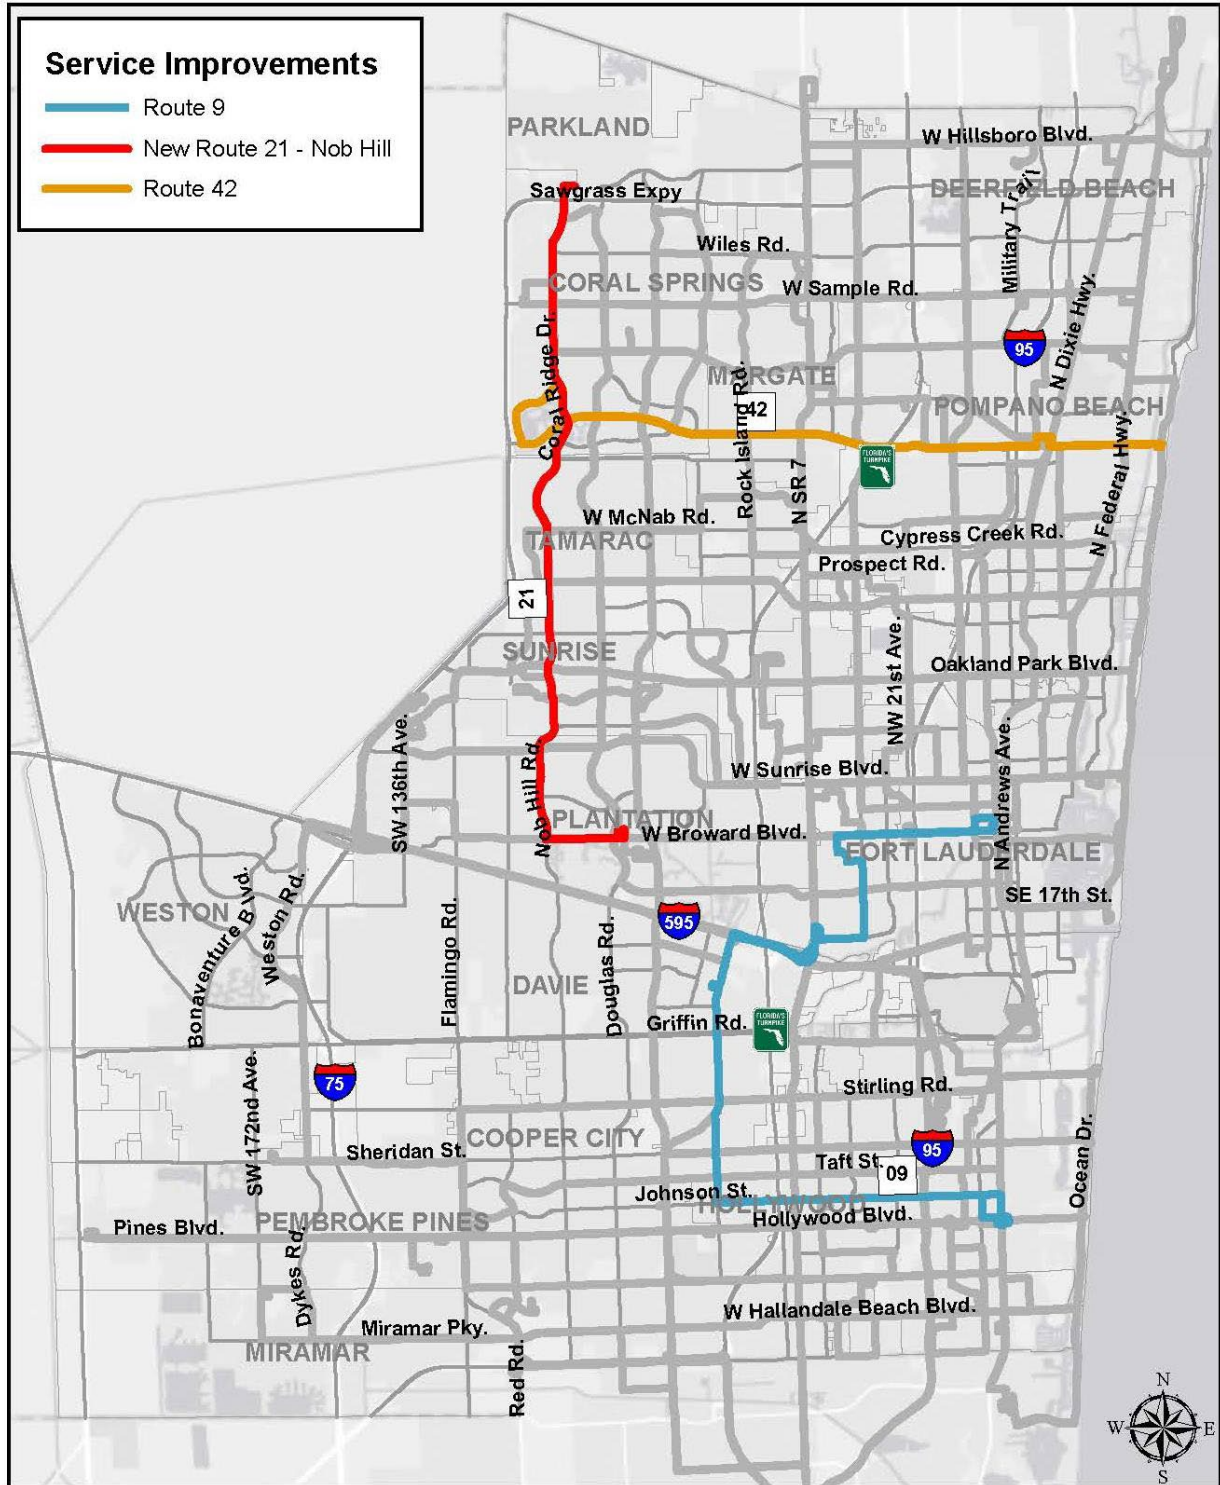 Service Improvements
Route 9
New Route 21 - Nob Hill
Route 42
PARKLAND
W Hillsboro Blvd.
DEERFIELD BEACH
Military Trail
Sawgrass Expy
Wiles Rd.
CORAL SPRINGS
W Sample Rd.
95
N Dixie Hwy.
Coral Ridge Dr.
MARGATE
Rock Island Rd.
42
POMPANO BEACH
FLORIDA'S
TURNPIKE
N SR 7
N Federal Hwy.
W McNab Rd.
TAMARAC
Cypress Creek Rd.
Prospect Rd.
21
SUNRISE
NW 21st Ave.
Oakland Park Blvd.
SW 136th Ave.
Nob Hill Rd.
W Sunrise Blvd.
N Andrews Ave.
PLANTATION
W Broward Blvd.
FORT LAUDERDALE
WESTON
Bonaventure Blvd.
Weston Rd.
SE 17th St.
595
Flamingo Rd.
DAVIE
Douglas Rd.
Griffin Rd.
FLORIDA'S
TURNPIKE
75
Stirling Rd.
SW 172nd Ave.
COOPER CITY
Sheridan St.
95
Taft St.
09
Ocean Dr.
Johnson St.
HOLLYWOOD
Hollywood Blvd.
Pines Blvd.
PEMBROKE PINES
Dykes Rd.
W Hallandale Beach Blvd.
Miramar Pky.
MIRAMAR
Red Rd.
N
W
E
S